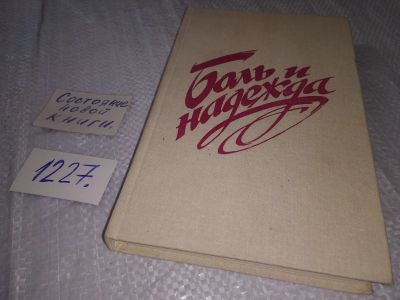 Боль и
надежда
Состояние
новой
книги.
1227.